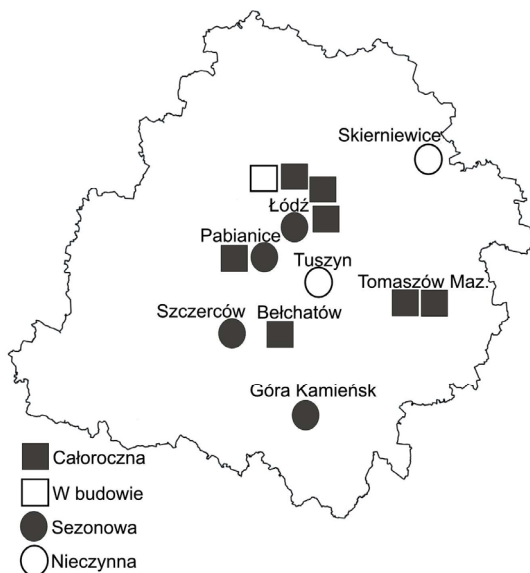 Skierniewice
Łódź
Pabianice
Tuszyn
Tomaszów Maz.
Szczerców
Bełchatów
Góra Kamieńsk
Całoroczna
W budowie
Sezonowa
Nieczynna